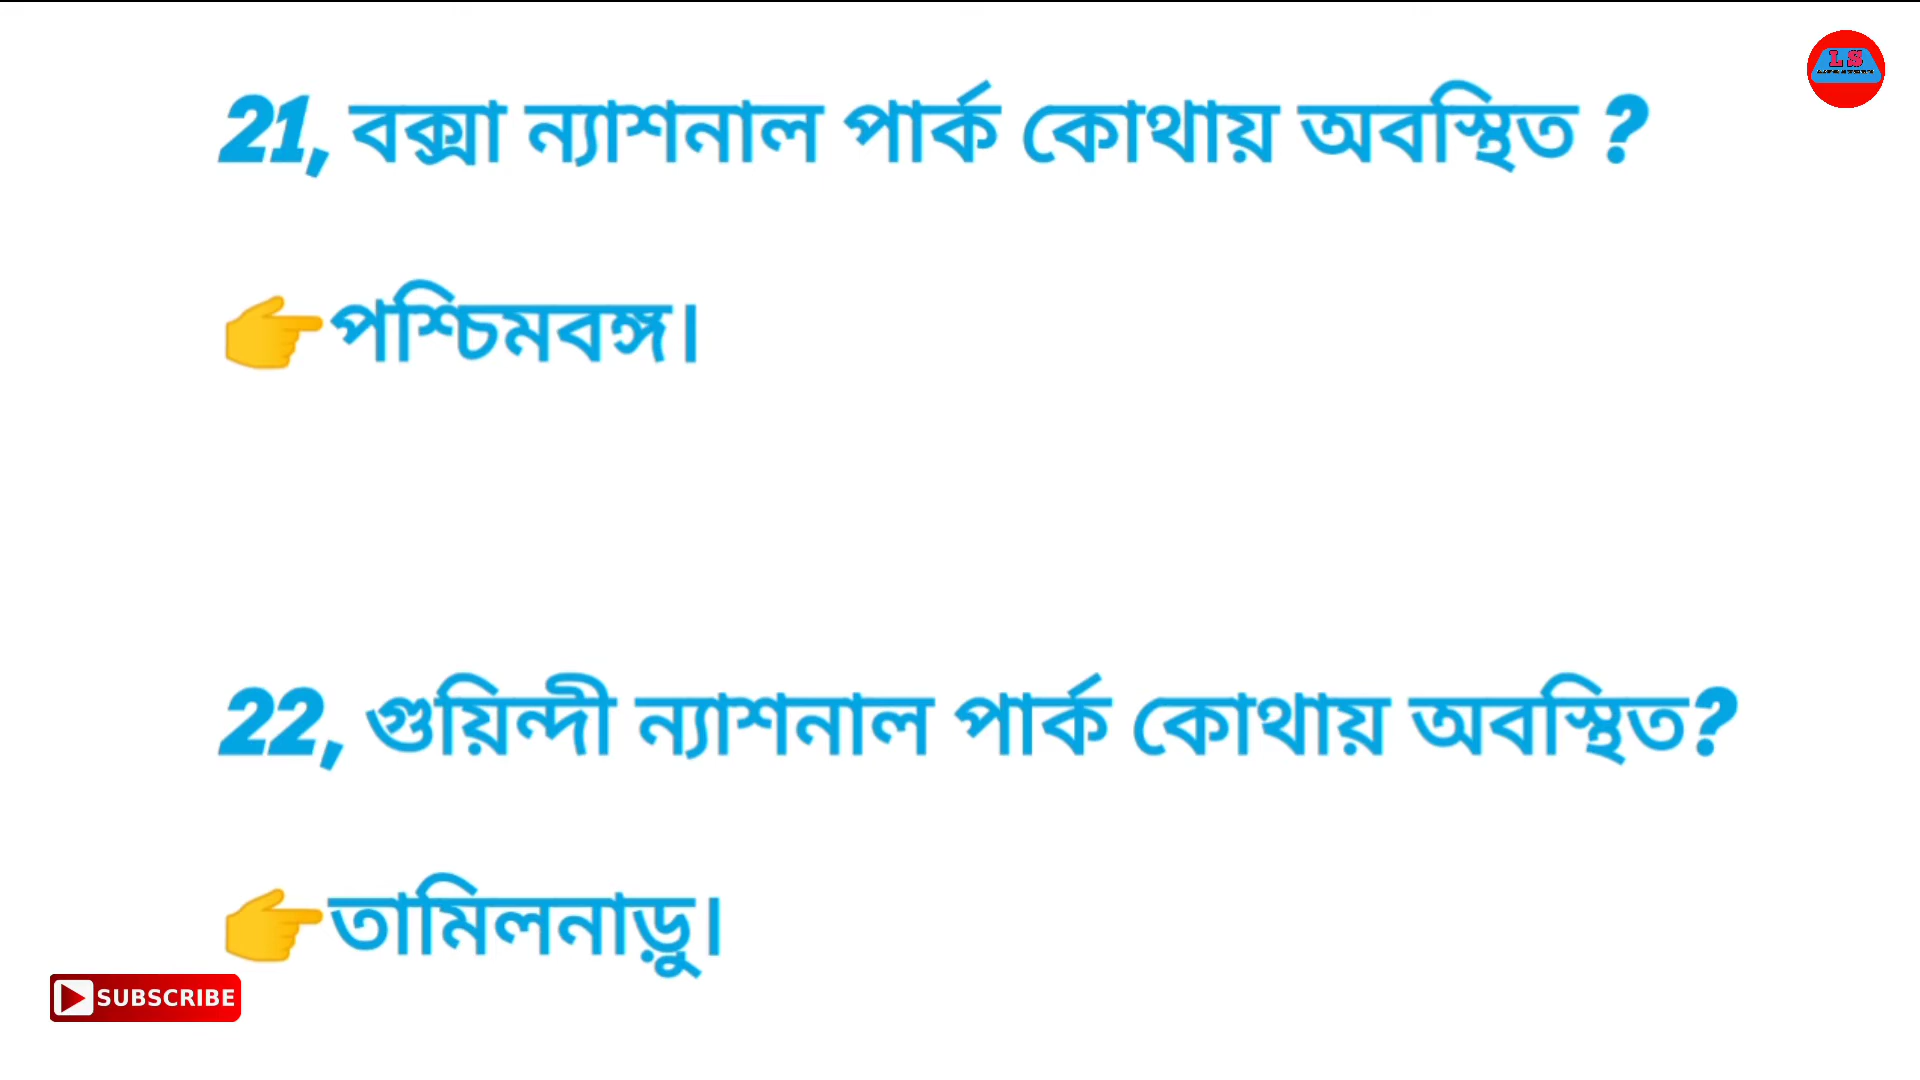 L S
21, বক্সা ন্যাশনাল পার্ক কোথায় অবস্থিত ?
👉পশ্চিমবঙ্গ।
22, গুয়িন্দী ন্যাশনাল পার্ক কোথায় অবস্থিত?
👉তামিলনাড়ু।
SUBSCRIBE